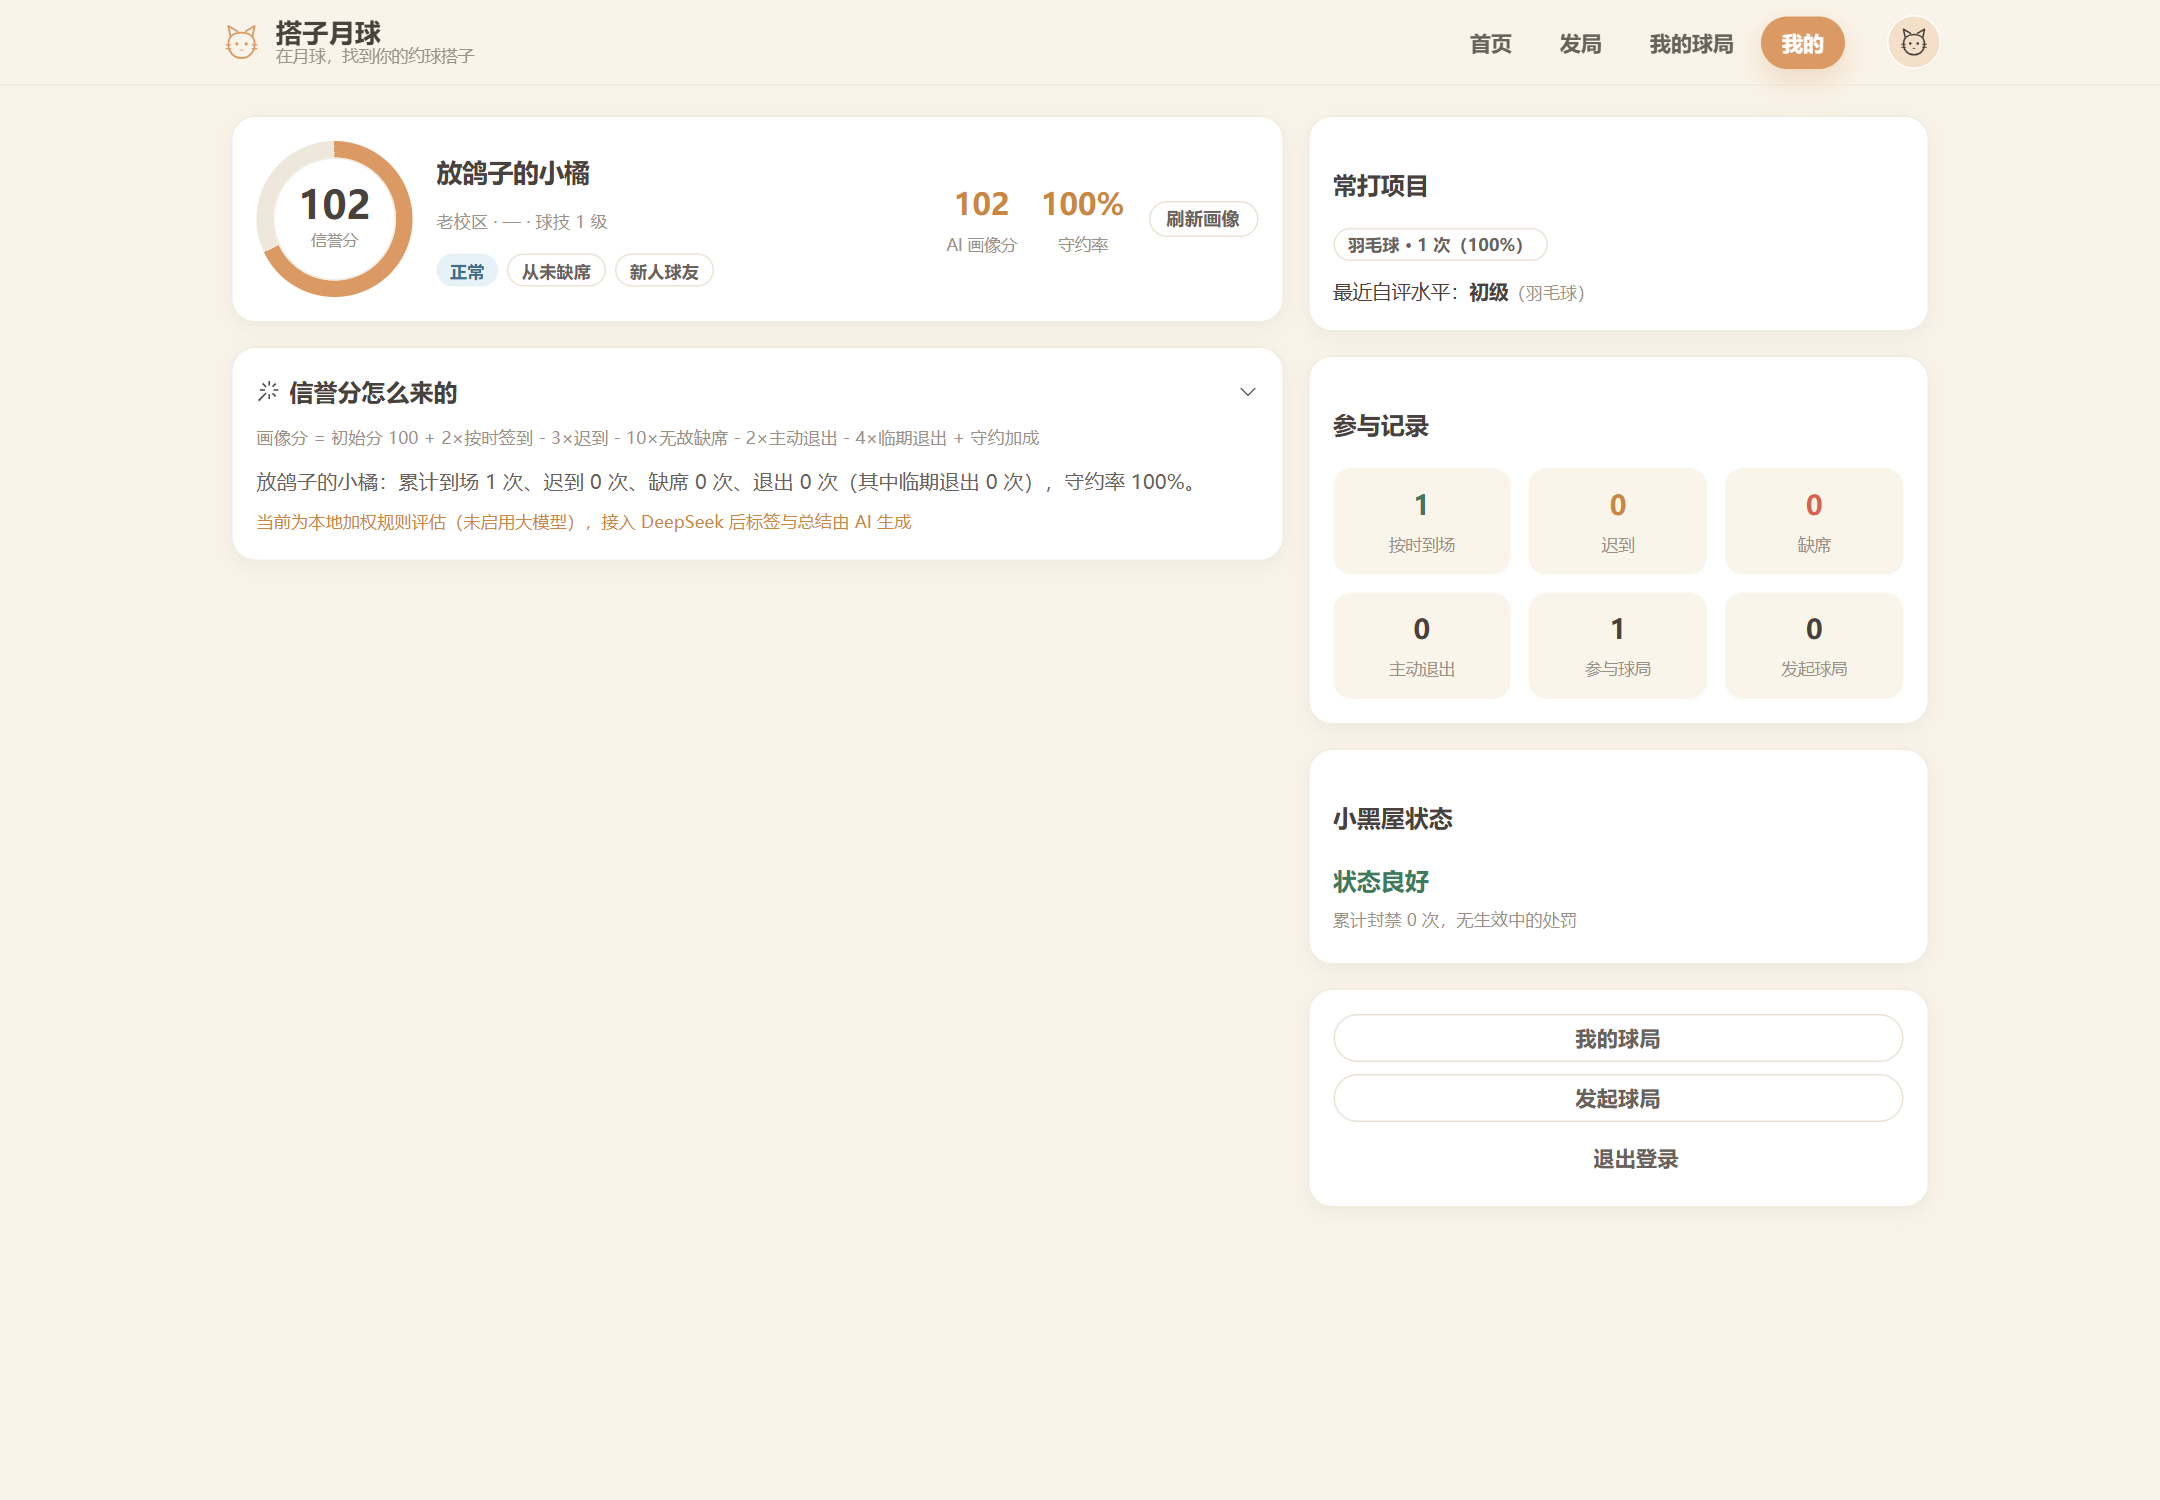 搭子月球
在月球，找到你的约球搭子
首页
发局
我的球局
我的
102
信誉分
放鸽子的小橘
老校区 · — · 球技 1 级
正常
从未缺席
新人球友
102
AI 画像分
100%
守约率
刷新画像
信誉分怎么来的
画像分 = 初始分 100 + 2×按时签到 - 3×迟到 - 10×无故缺席 - 2×主动退出 - 4×临期退出 + 守约加成
放鸽子的小橘：累计到场 1 次、迟到 0 次、缺席 0 次、退出 0 次（其中临期退出 0 次），守约率 100%。
当前为本地加权规则评估（未启用大模型），接入 DeepSeek 后标签与总结由 AI 生成
常打项目
羽毛球 • 1 次（100%）
最近自评水平：初级（羽毛球）
参与记录
1
按时到场
0
迟到
0
缺席
0
主动退出
1
参与球局
0
发起球局
小黑屋状态
状态良好
累计封禁 0 次，无生效中的处罚
我的球局
发起球局
退出登录